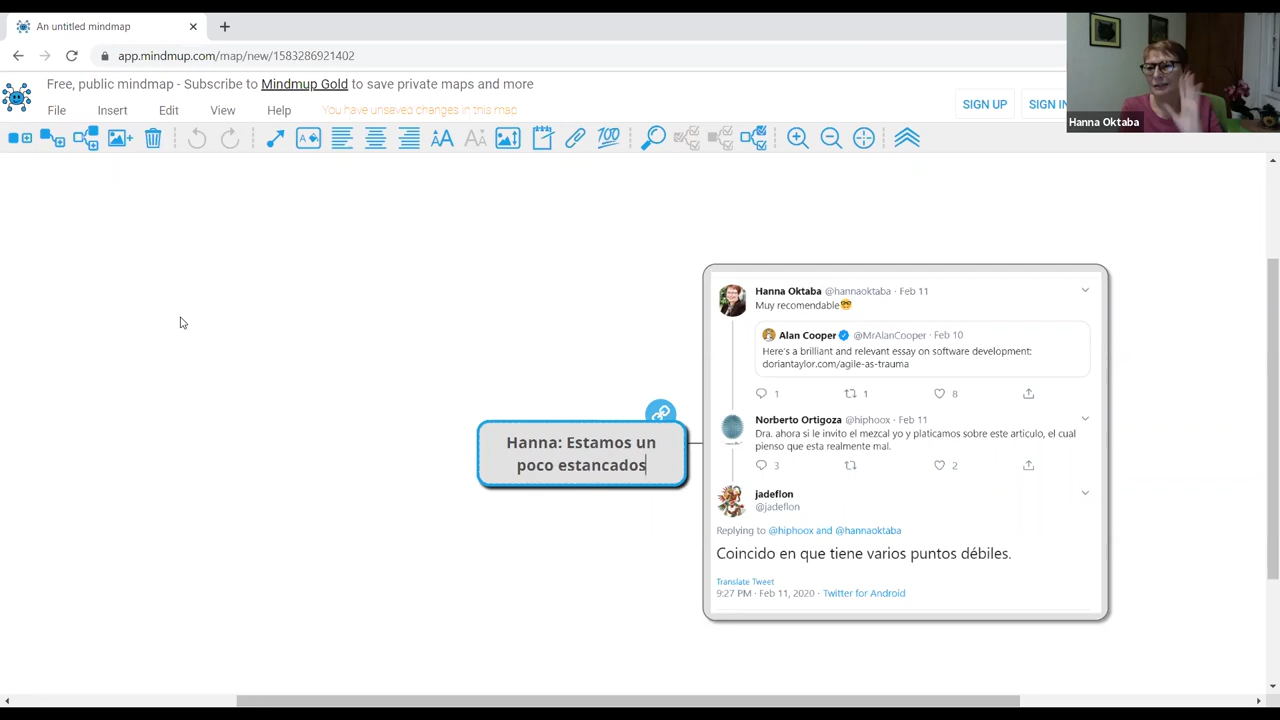 An untitled mindmap
app.mindmup.com/map/new/1583286921402
Free, public mindmap - Subscribe to Mindmup Gold to save private maps and more
File Insert Edit View Help You have unsaved changes in this map
SIGN UP SIGN IN
Hanna Oktaba
100
Hanna: Estamos un
poco estancados
Hanna Oktaba @hannaoktaba · Feb 11
Muy recomendable🤓
Alan Cooper @MrAlanCooper · Feb 10
Here's a brilliant and relevant essay on software development:
doriantaylor.com/agile-as-trauma
1 1 8
Norberto Ortigoza @hiphoox · Feb 11
Dra. ahora si le invito el mezcal yo y platicamos sobre este articulo, el cual
pienso que esta realmente mal.
3 2
jadeflon
@jadeflon
Replying to @hiphoox and @hannaoktaba
Coincido en que tiene varios puntos débiles.
Translate Tweet
9:27 PM · Feb 11, 2020 · Twitter for Android